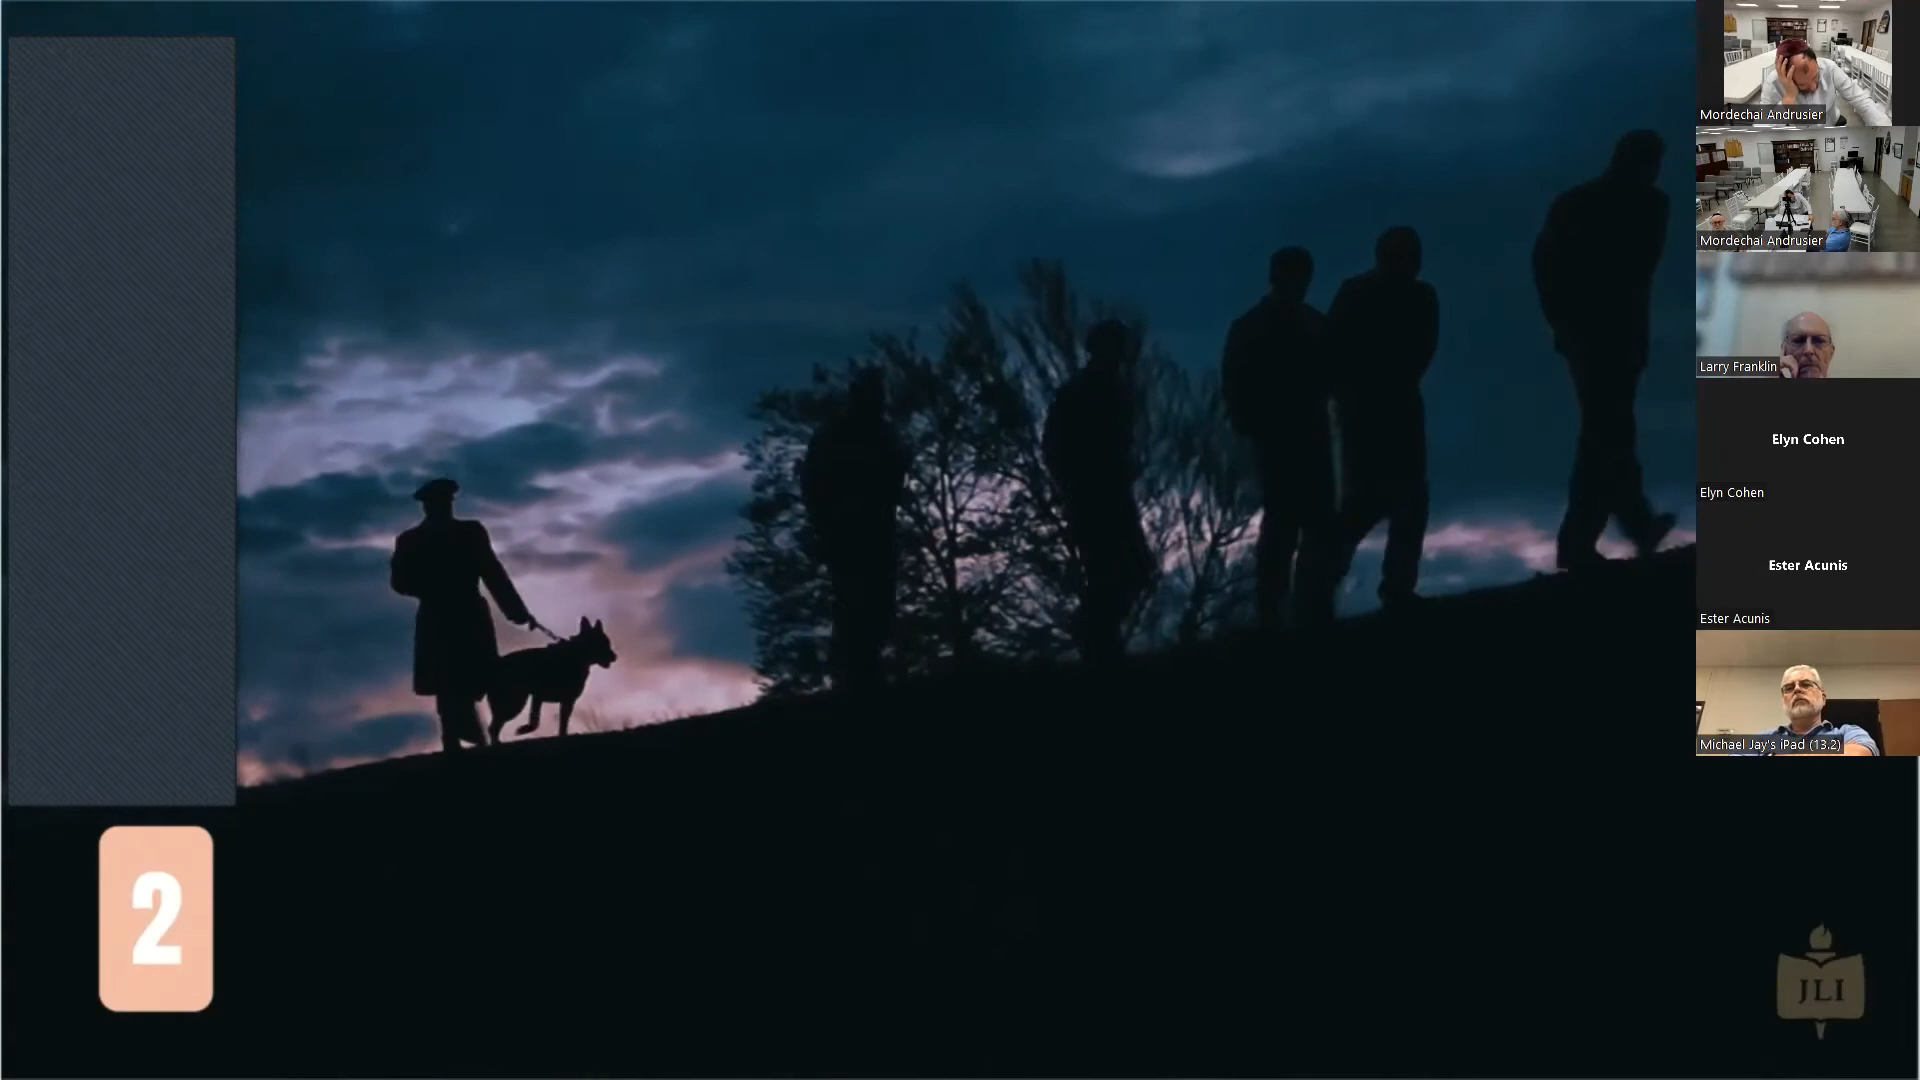 Mordechai Andrusier
Mordechai Andrusier
Larry Franklin
Elyn Cohen
Elyn Cohen
Ester Acunis
Ester Acunis
Michael Jay's iPad (13.2)
2
JLI